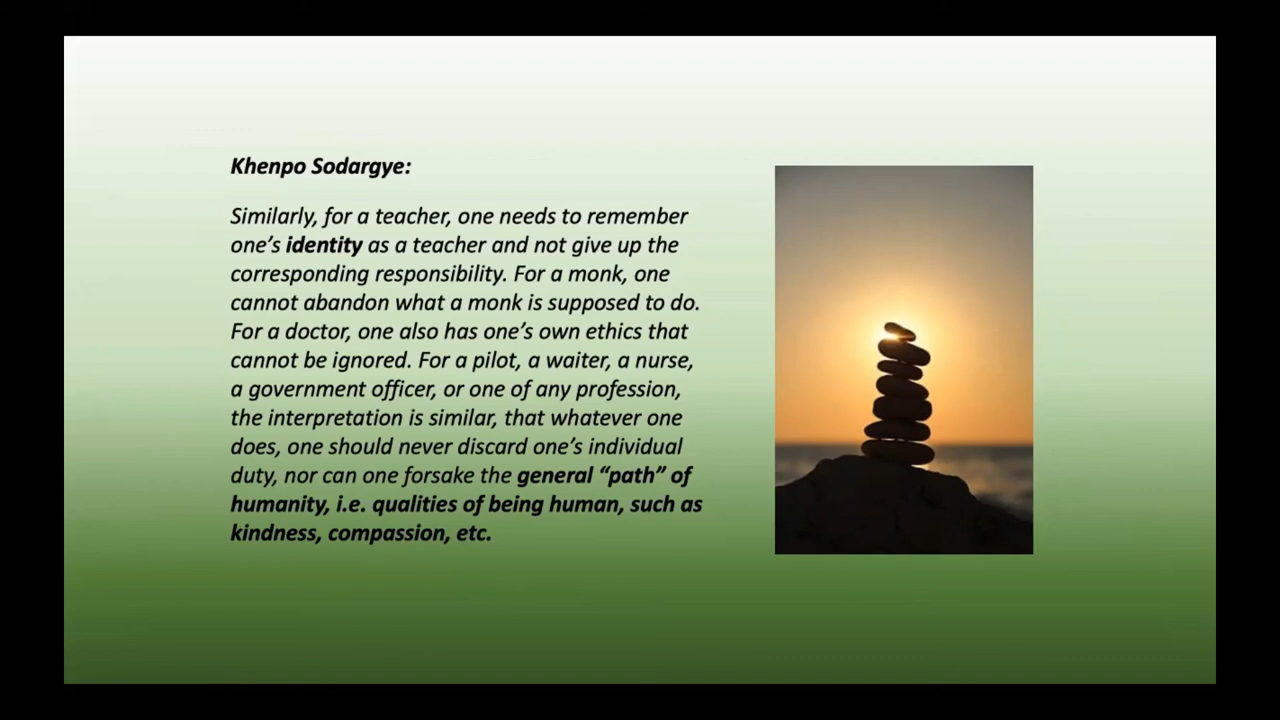 Khenpo Sodargye:
Similarly, for a teacher, one needs to remember
one’s identity as a teacher and not give up the
corresponding responsibility. For a monk, one
cannot abandon what a monk is supposed to do.
For a doctor, one also has one’s own ethics that
cannot be ignored. For a pilot, a waiter, a nurse,
a government officer, or one of any profession,
the interpretation is similar, that whatever one
does, one should never discard one’s individual
duty, nor can one forsake the general “path” of
humanity, i.e. qualities of being human, such as
kindness, compassion, etc.